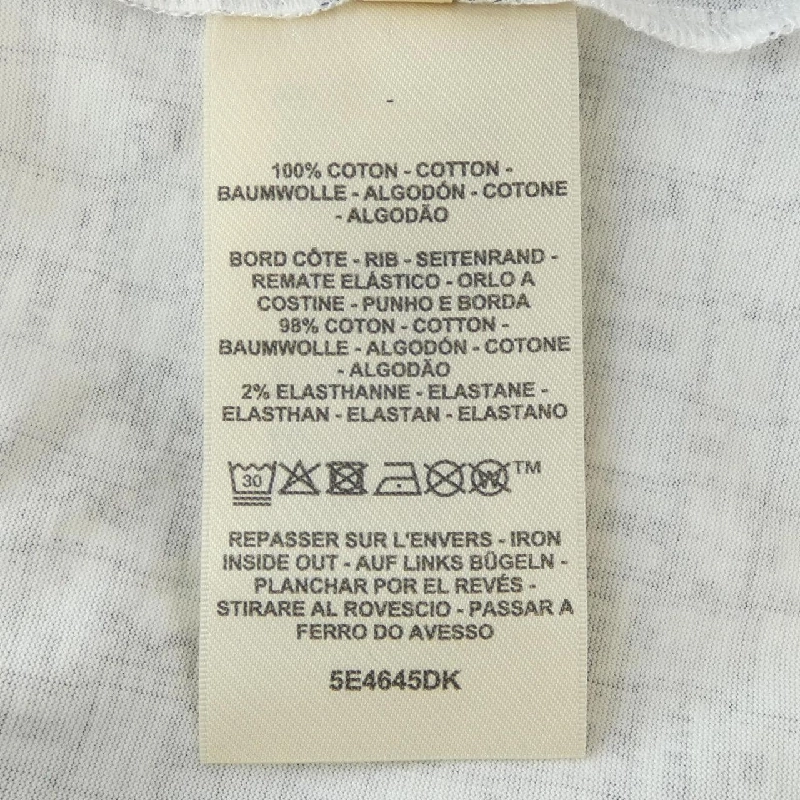 -
100% COTON - COTTON -
BAUMWOLLE - ALGODÓN - COTONE
- ALGODÃO
BORD CÔTE - RIB - SEITENRAND -
REMATE ELÁSTICO - ORLO A
COSTINE - PUNHO E BORDA
98% COTON - COTTON -
BAUMWOLLE - ALGODÓN - COTONE
- ALGODÃO
2% ELASTHANNE - ELASTANE -
ELASTHAN - ELASTAN - ELASTANO
30 W TM
REPASSER SUR L'ENVERS - IRON
INSIDE OUT - AUF LINKS BÜGELN -
PLANCHAR POR EL REVÉS -
STIRARE AL ROVESCIO - PASSAR A
FERRO DO AVESSO
5E4645DK